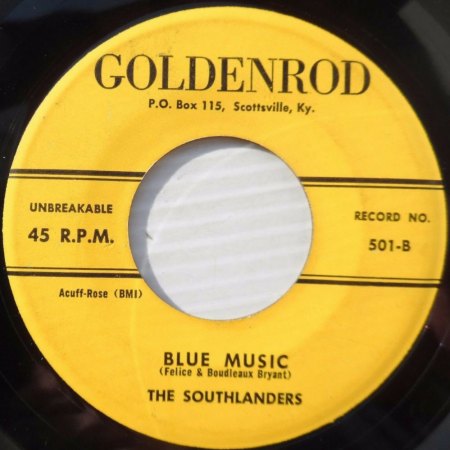 GOLDENROD
P.O. Box 115, Scottsville, Ky.
UNBREAKABLE
45 R.P.M.
RECORD NO.
501-B
Acuff-Rose (BMI)
BLUE MUSIC
(Felice & Boudleaux Bryant)
THE SOUTHLANDERS